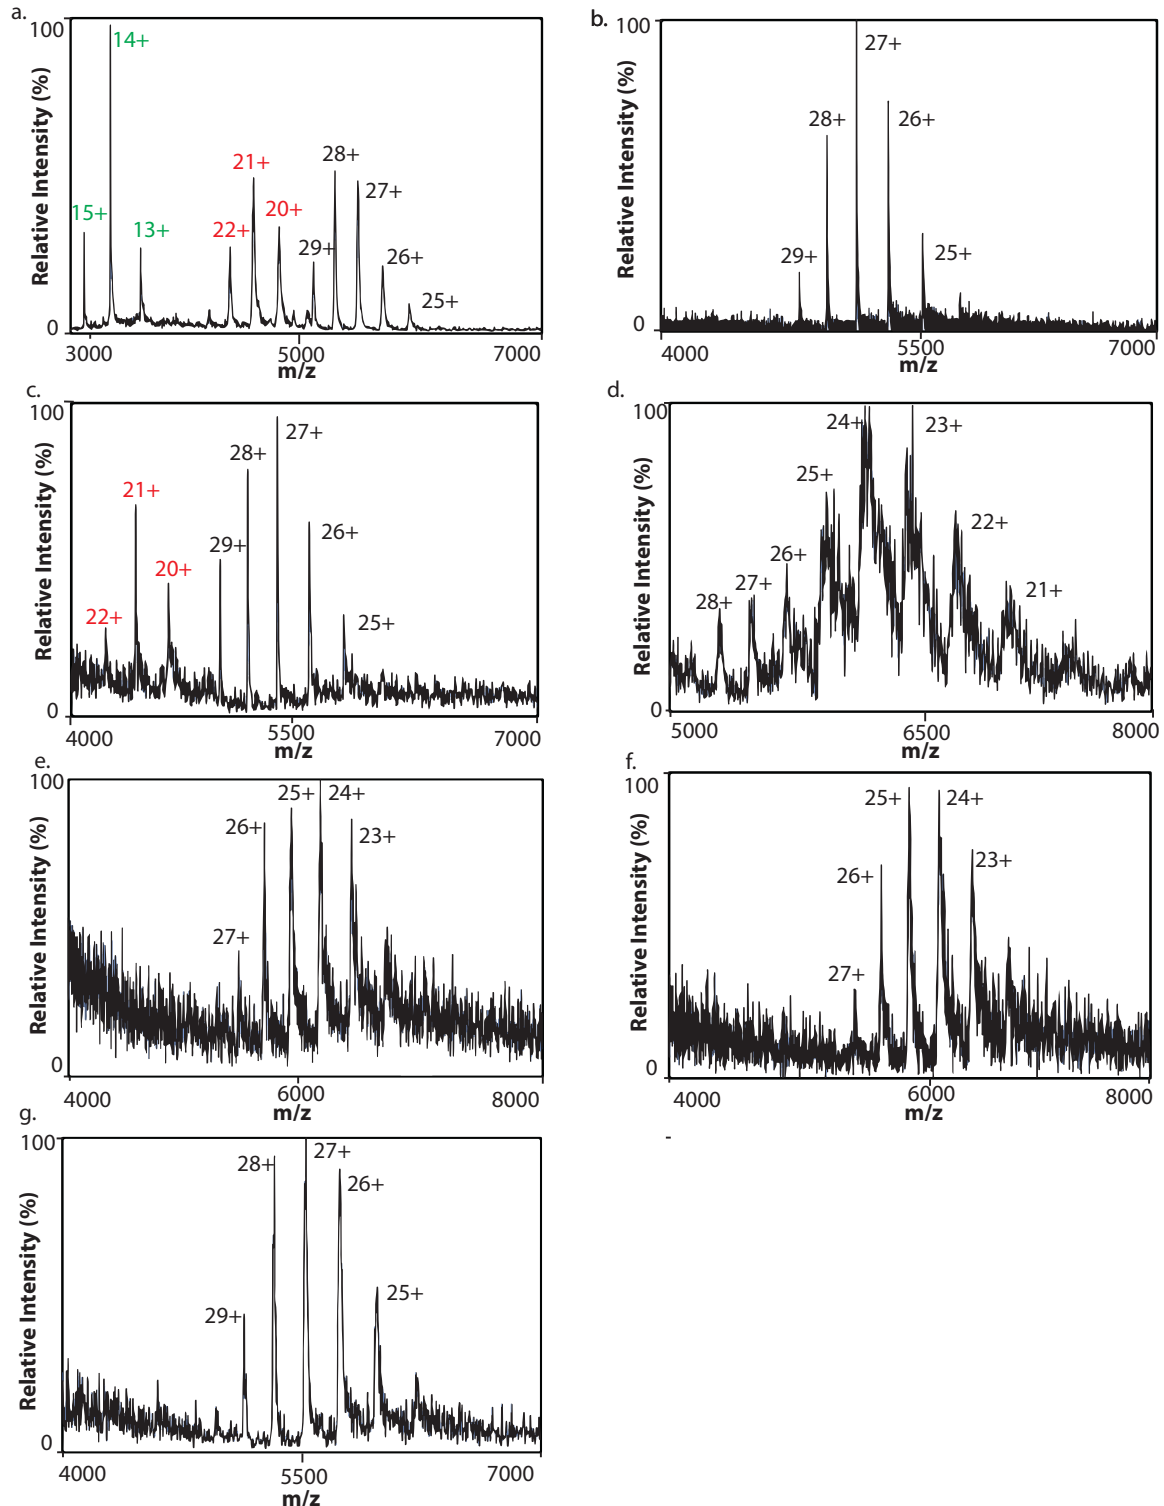 a.
100
14+
15+
13+
22+
21+
20+
29+
28+
27+
26+
25+
0
3000 5000 7000
m/z
Relative Intensity (%)
b.
100
27+
28+
26+
29+
25+
0
4000 5500 7000
m/z
Relative Intensity (%)
c.
100
27+
28+
21+
26+
29+
20+
22+
25+
0
4000 5500 7000
m/z
Relative Intensity (%)
d.
100
24+
23+
25+
22+
26+
27+
28+
21+
0
5000 6500 8000
m/z
Relative Intensity (%)
e.
100
25+ 24+
26+
23+
27+
0
4000 6000 8000
m/z
Relative Intensity (%)
f.
100
25+ 24+
26+
23+
27+
0
4000 6000 8000
m/z
Relative Intensity (%)
g.
100
27+
28+
26+
25+
29+
0
4000 5500 7000
m/z
Relative Intensity (%)
-